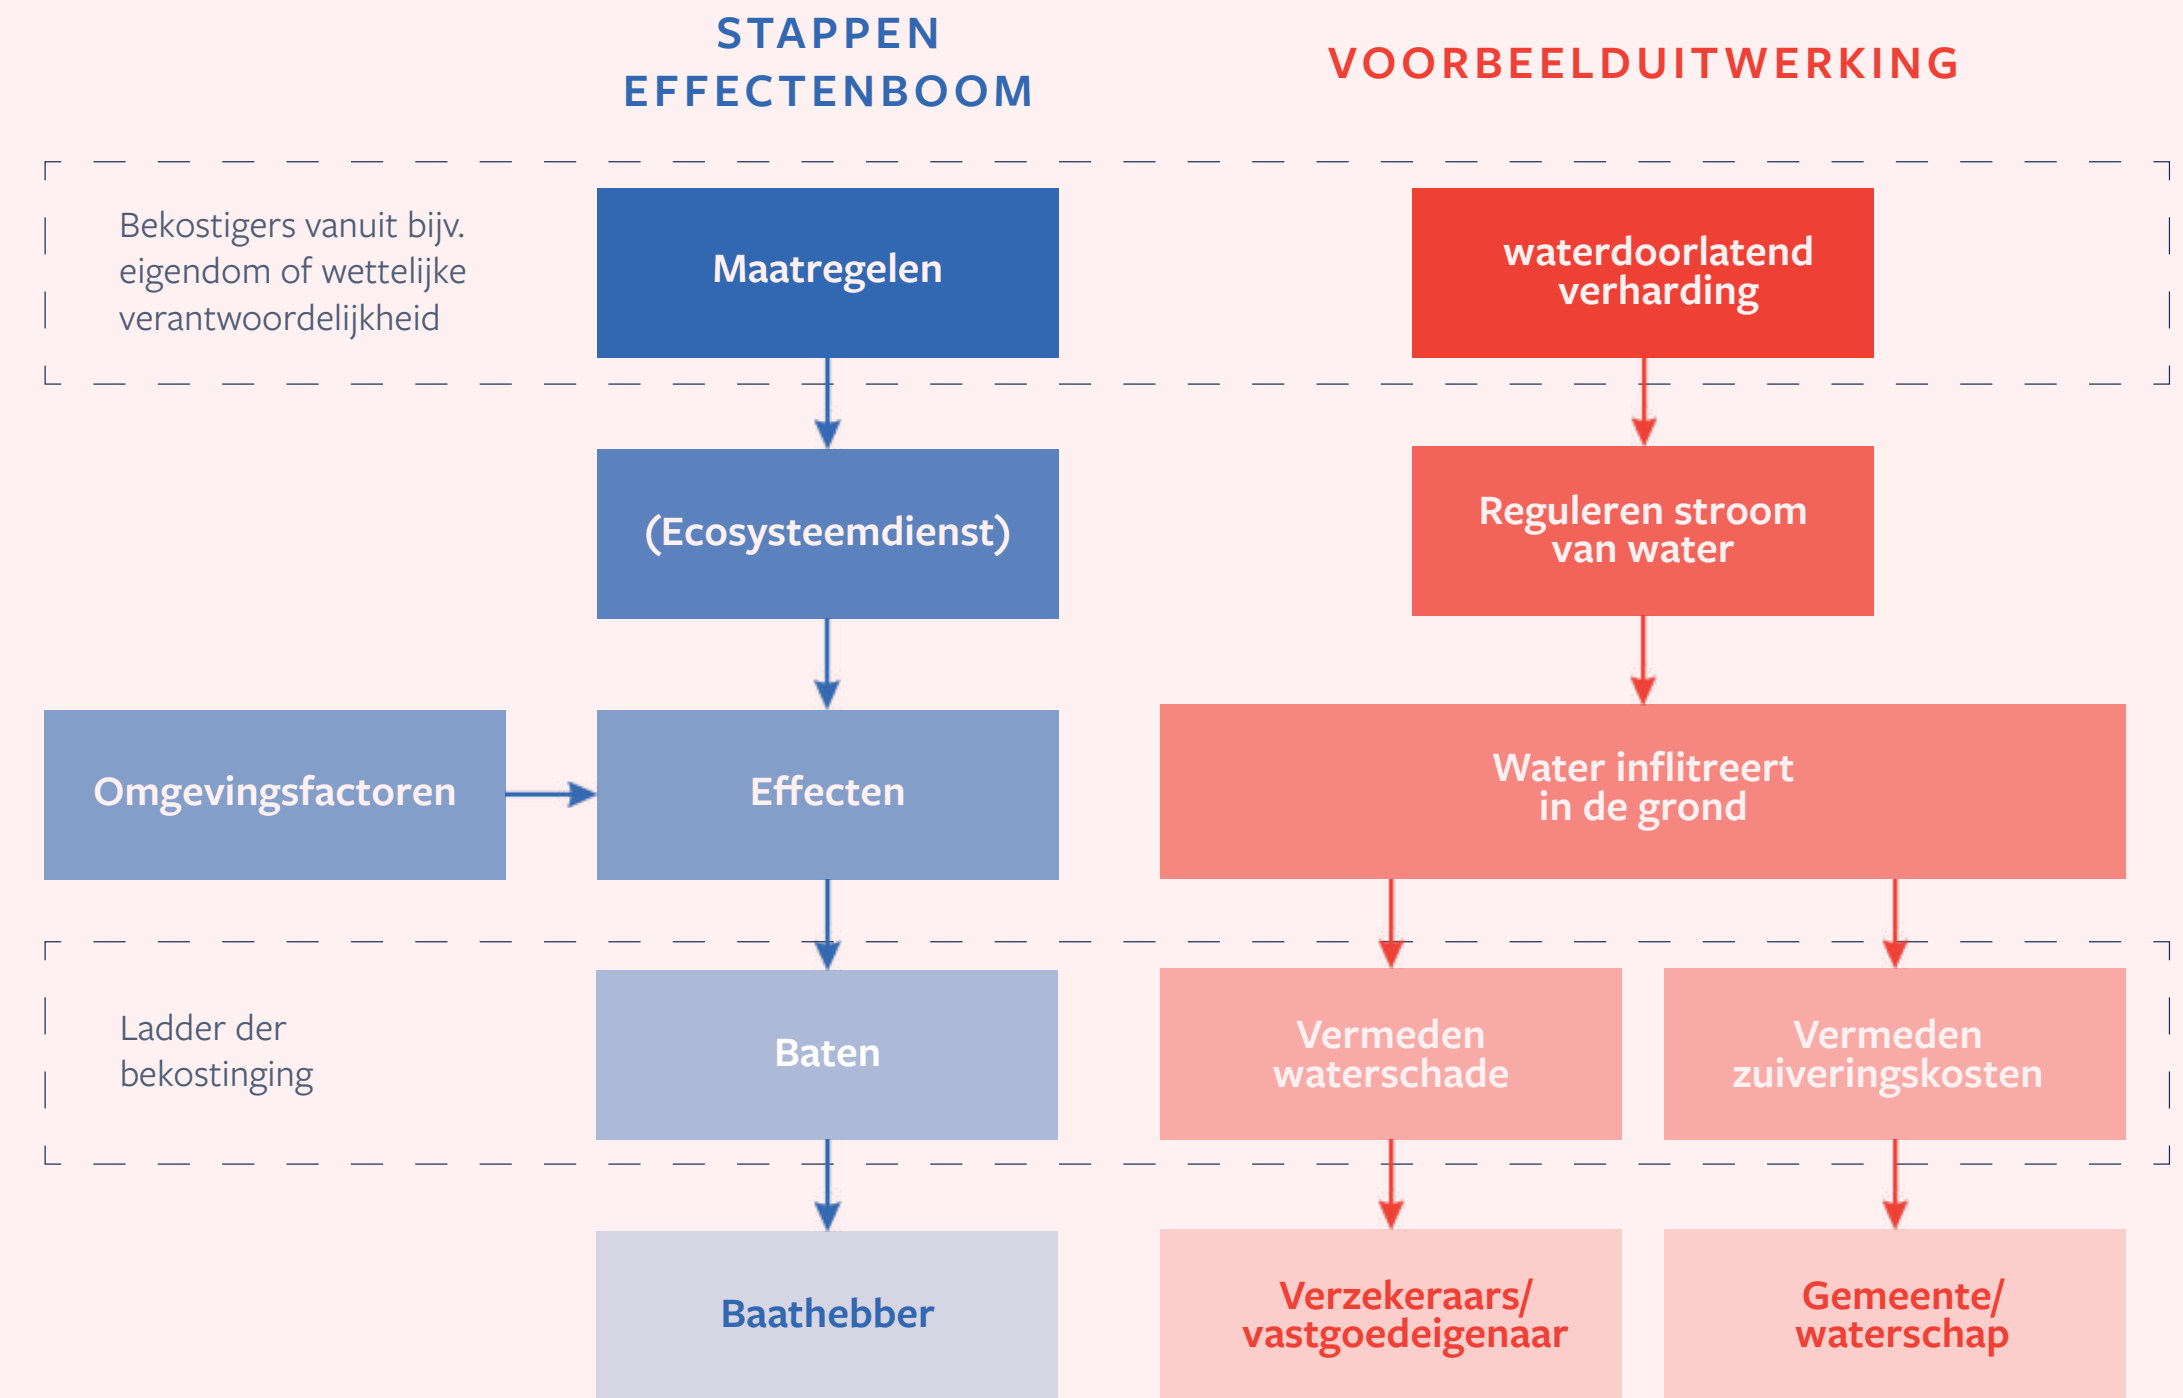 STAPPEN
EFFECTENBOOM
VOORBEELDUITWERKING
Bekostigers vanuit bijv.
eigendom of wettelijke
verantwoordelijkheid
Maatregelen
waterdoorlatend
verharding
(Ecosysteemdienst)
Reguleren stroom
van water
Omgevingsfactoren
Effecten
Water inflitreert
in de grond
Ladder der
bekostinging
Baten
Vermeden
waterschade
Vermeden
zuiveringskosten
Baathebber
Verzekeraars/
vastgoedeigenaar
Gemeente/
waterschap